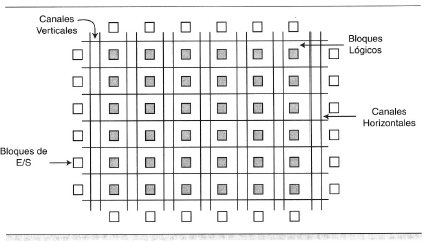 Canales
Verticales
Bloques
Lógicos
Canales
Horizontales
Bloques de
E/S